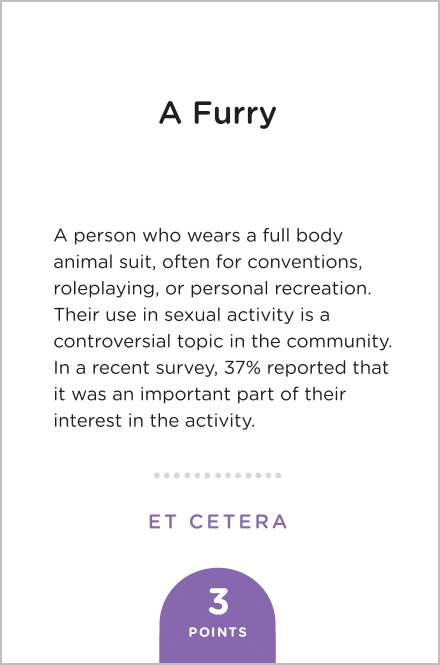 A Furry
A person who wears a full body
animal suit, often for conventions,
roleplaying, or personal recreation.
Their use in sexual activity is a
controversial topic in the community.
In a recent survey, 37% reported that
it was an important part of their
interest in the activity.
ET CETERA
3
POINTS